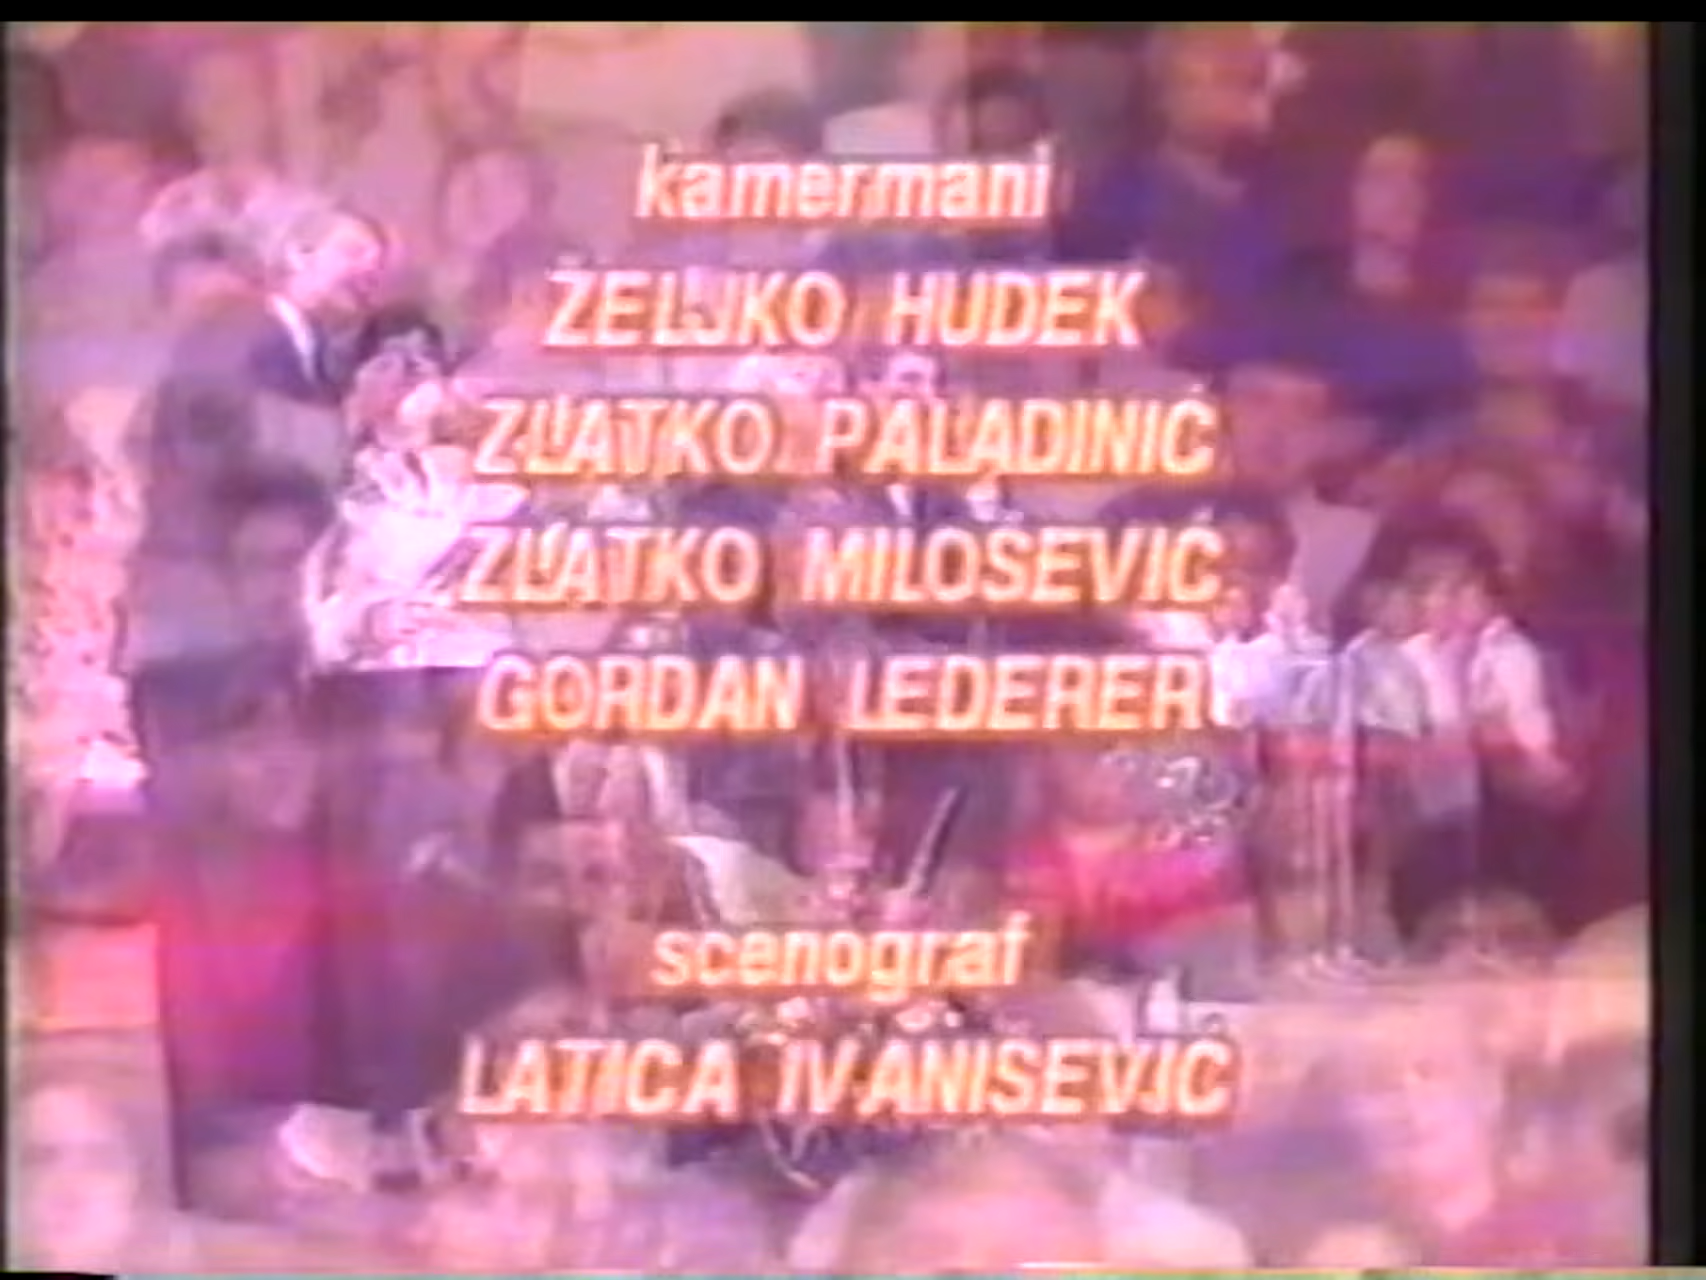 kamermani
ŽELJKO HUDEK
ZLATKO PALADINIĆ
ZLATKO MILOŠEVIĆ
GORDAN LEDERER
scenograf
LATICA IVANIŠEVIĆ